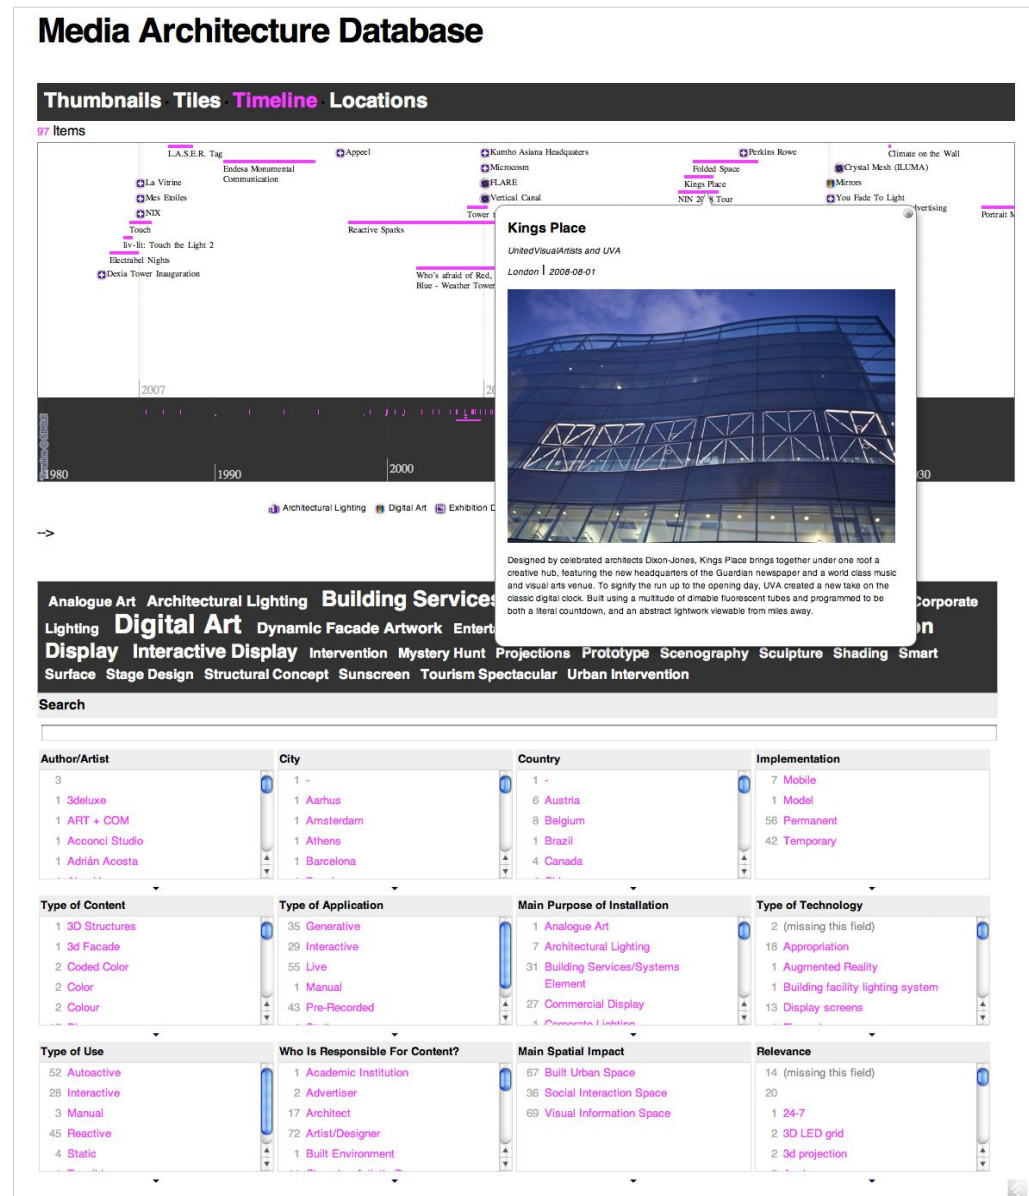 Media Architecture Database
Thumbnails · Tiles · Timeline · Locations
97 Items
L.A.S.E.R. Tag
Appeel
Kumho Asiana Headquaters
Perkins Rowe
Climate on the Wall
Endesa Monumental
Communication
Microcosm
Folded Space
Crystal Mesh (ILUMA)
La Vitrine
FLARE
Kings Place
Mirrors
Mes Etoiles
Vertical Canal
NIN Tour
You Fade To Light
NIX
Tower
Portrait
Touch
Reactive Sparks
liv-lit: Touch the Light 2
Electrabel Nights
Dexia Tower Inauguration
Who's afraid of Red,
Blue - Weather Tower
2007
20
1980
1990
2000
30
Kings Place
UnitedVisualArtists and UVA
London | 2008-08-01
Designed by celebrated architects Dixon-Jones, Kings Place brings together under one roof a
creative hub, featuring the new headquarters of the Guardian newspaper and a world class music
and visual arts venue. To signify the run up to the opening day, UVA created a new take on the
classic digital clock. Built using a multitude of dimable fluorescent tubes and programmed to be
both a literal countdown, and an abstract lightwork viewable from miles away.
Architectural Lighting Digital Art Exhibition D
-->
Analogue Art Architectural Lighting Building Services Corporate
Lighting Digital Art Dynamic Facade Artwork Entert on
Display Interactive Display Intervention Mystery Hunt Projections Prototype Scenography Sculpture Shading Smart
Surface Stage Design Structural Concept Sunscreen Tourism Spectacular Urban Intervention
Search
Author/Artist
3
1 3deluxe
1 ART + COM
1 Acconci Studio
1 Adrián Acosta
City
1 -
1 Aarhus
1 Amsterdam
1 Athens
1 Barcelona
Country
1 -
6 Austria
8 Belgium
1 Brazil
4 Canada
Implementation
7 Mobile
1 Model
56 Permanent
42 Temporary
Type of Content
1 3D Structures
1 3d Facade
2 Coded Color
2 Color
2 Colour
Type of Application
35 Generative
29 Interactive
55 Live
1 Manual
43 Pre-Recorded
Main Purpose of Installation
1 Analogue Art
7 Architectural Lighting
31 Building Services/Systems
Element
27 Commercial Display
1 Corporate Lighting
Type of Technology
2 (missing this field)
18 Appropriation
1 Augmented Reality
1 Building facility lighting system
13 Display screens
Type of Use
52 Autoactive
28 Interactive
3 Manual
45 Reactive
4 Static
Who Is Responsible For Content?
1 Academic Institution
2 Advertiser
17 Architect
72 Artist/Designer
1 Built Environment
Main Spatial Impact
67 Built Urban Space
36 Social Interaction Space
69 Visual Information Space
Relevance
14 (missing this field)
20
1 24-7
2 3D LED grid
2 3d projection